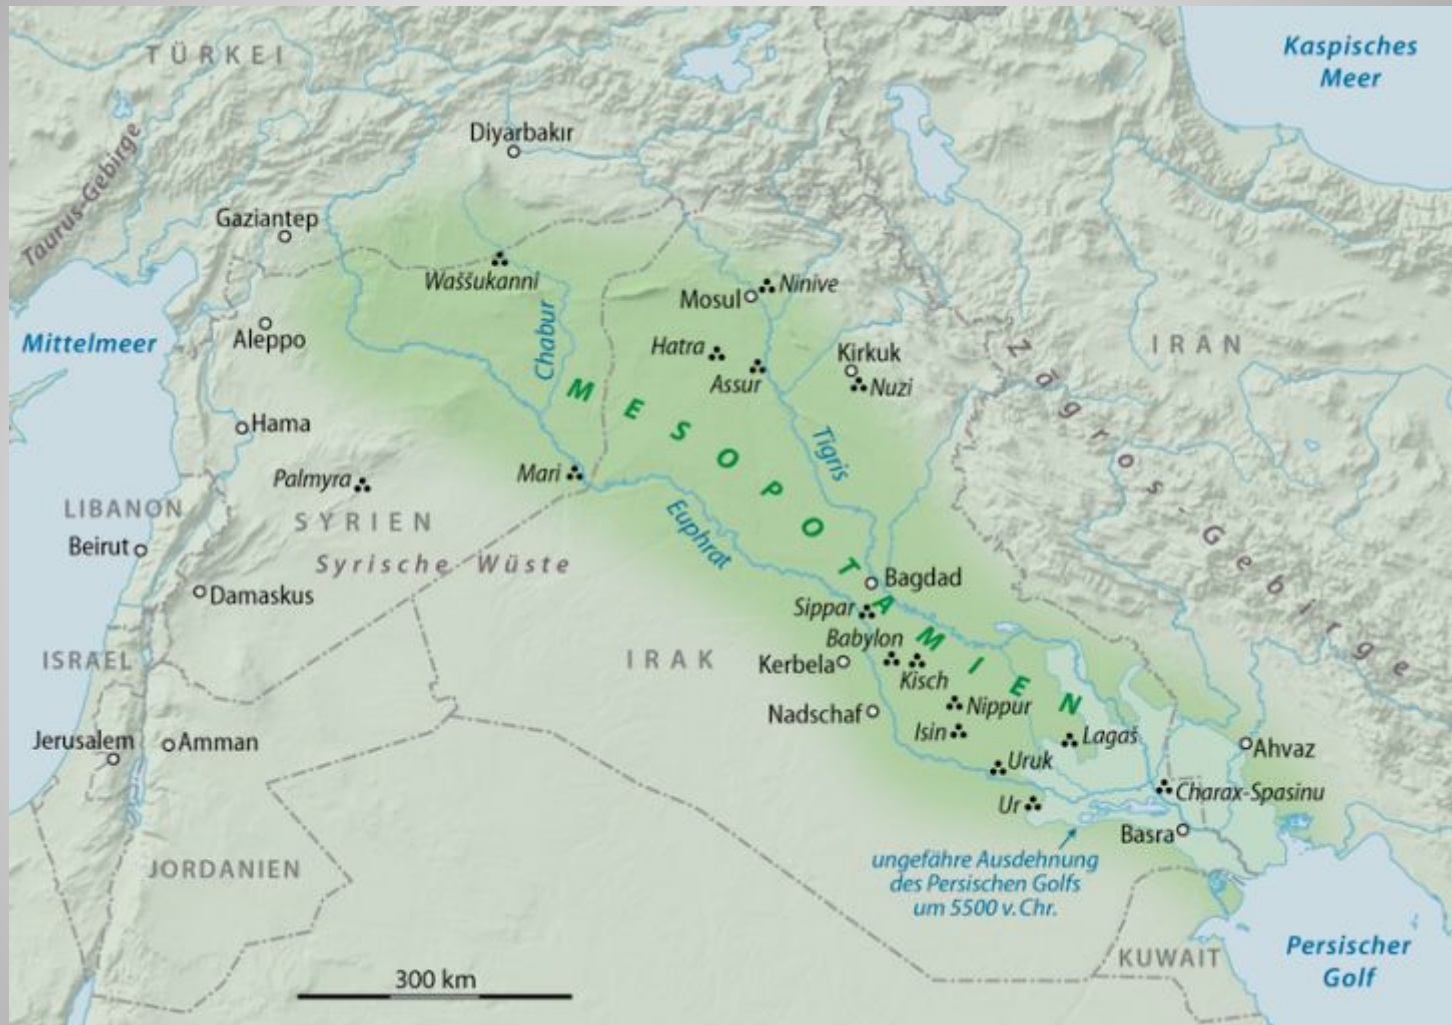 TÜRKEI
Kaspisches
Meer
Diyarbakır
Taurus-Gebirge
Gaziantep
Waššukanni
Ninive
Mosul
Mittelmeer
Aleppo
Chabur
Hatra
Kirkuk
IRAN
Assur
Nuzi
MESOPOTAMIEN
Zāgros-Gebirge
Hama
Tigris
Palmyra
Mari
LIBANON
SYRIEN
Euphrat
Beirut
Syrische Wüste
Bagdad
Damaskus
Sippar
Babylon
ISRAEL
IRAK
Kerbela
Kisch
Nippur
Nadschaf
Isin
Lagaš
Jerusalem
Amman
Ahvaz
Uruk
Ur
Charax-Spasinu
Basra
ungefähre Ausdehnung
des Persischen Golfs
um 5500 v. Chr.
JORDANIEN
KUWAIT
Persischer
Golf
300 km